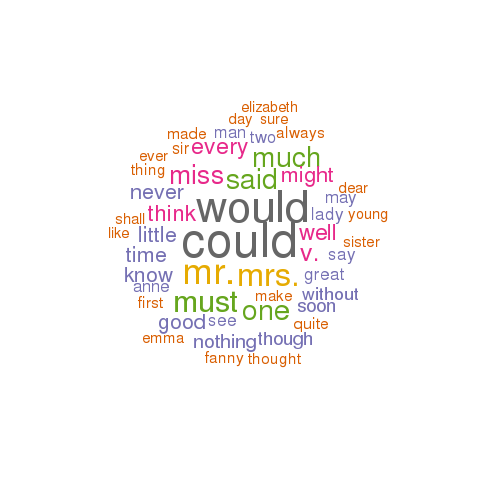 elizabeth
day sure
made man two always
sir every
ever much
thing miss said might
never dear
would may
shall think lady young
like little could well
sister
time v. say
know mr. mrs. great
anne
first must make without
one soon
good see quite
emma nothing though
fanny thought